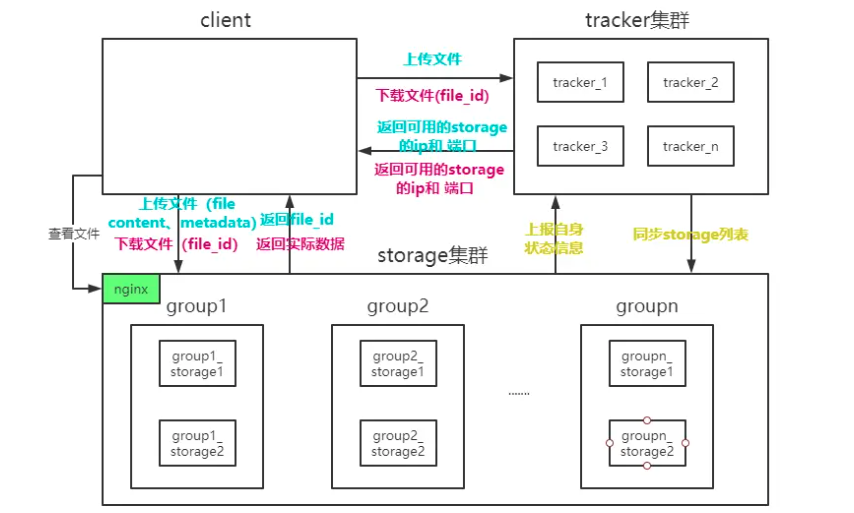 client
tracker集群
上传文件
下载文件(file_id)
tracker_1
tracker_2
tracker_3
tracker_n
返回可用的storage
的ip和 端口
返回可用的storage
的ip和 端口
查看文件
上传文件（file
content、metadata）
下载文件（file_id）
返回file_id
返回实际数据
上报自身
状态信息
同步storage列表
storage集群
nginx
group1
group2
groupn
group1_
storage1
group2_
storage1
groupn_
storage1
.......
group1_
storage2
group2_
storage2
groupn_
storage2